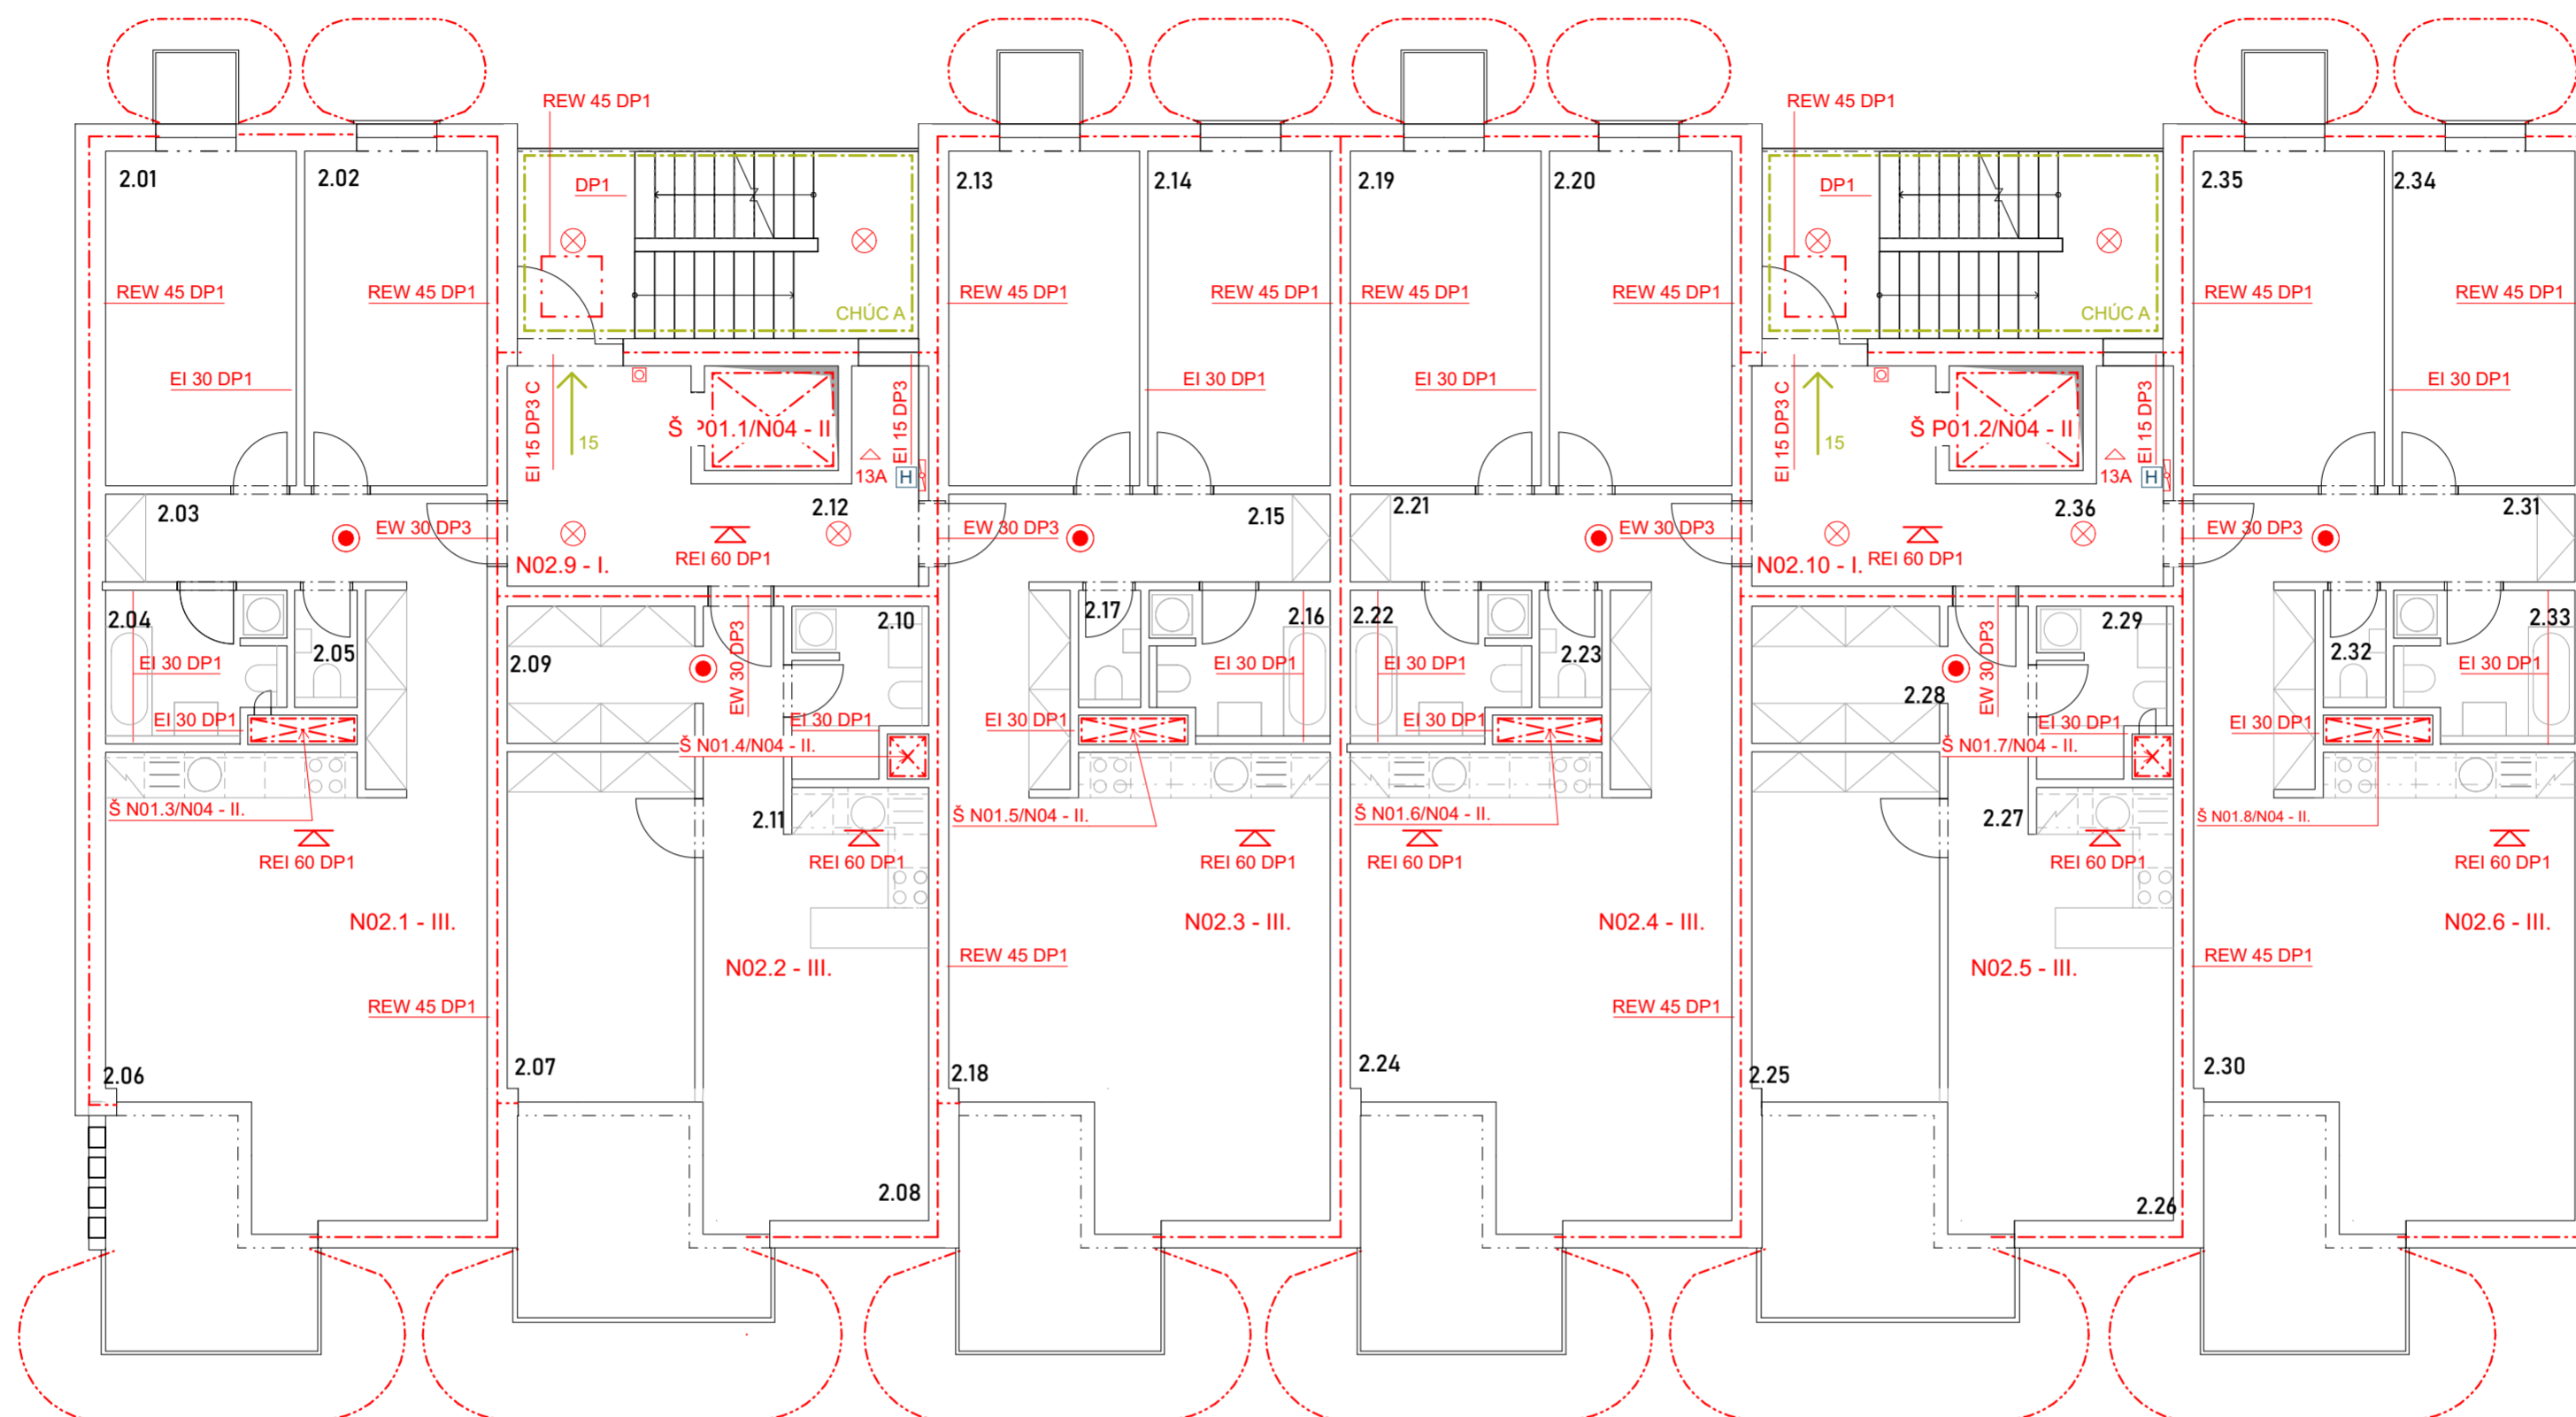 REW 45 DP1
REW 45 DP1
2.01
2.02
DP1
2.13
2.14
2.19
2.20
DP1
2.35
2.34
REW 45 DP1
REW 45 DP1
CHÚC A
REW 45 DP1
REW 45 DP1
REW 45 DP1
REW 45 DP1
CHÚC A
REW 45 DP1
REW 45 DP1
EI 30 DP1
EI 15 DP3 C
15
Š P01.1/N04 - II
EI 15 DP3
13A
H
EI 30 DP1
EI 30 DP1
EI 15 DP3 C
15
Š P01.2/N04 - II
EI 15 DP3
13A
H
EI 30 DP1
2.03
EW 30 DP3
2.12
N02.9 - I.
REI 60 DP1
EW 30 DP3
2.15
2.21
EW 30 DP3
2.36
N02.10 - I.
REI 60 DP1
EW 30 DP3
2.31
2.04
2.05
EI 30 DP1
2.09
EW 30 DP3
2.10
2.17
2.16
EI 30 DP1
2.22
EI 30 DP1
2.23
2.28
EW 30 DP3
2.29
2.32
2.33
EI 30 DP1
EI 30 DP1
EI 30 DP1
Š N01.4/N04 - II.
EI 30 DP1
EI 30 DP1
EI 30 DP1
Š N01.7/N04 - II.
EI 30 DP1
Š N01.3/N04 - II.
2.11
Š N01.5/N04 - II.
Š N01.6/N04 - II.
2.27
Š N01.8/N04 - II.
REI 60 DP1
REI 60 DP1
REI 60 DP1
REI 60 DP1
REI 60 DP1
REI 60 DP1
N02.1 - III.
N02.3 - III.
N02.4 - III.
N02.6 - III.
N02.2 - III.
REW 45 DP1
N02.5 - III.
REW 45 DP1
REW 45 DP1
REW 45 DP1
2.06
2.07
2.18
2.24
2.25
2.30
2.08
2.26